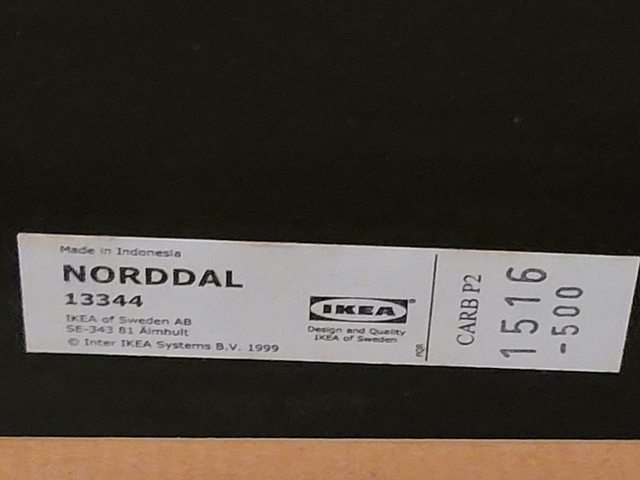 Made in Indonesia
NORDDAL
13344
IKEA of Sweden AB
SE-343 81 Älmhult
© Inter IKEA Systems B.V. 1999
IKEA®
Design and Quality
IKEA of Sweden
CARB P2
1516
-500